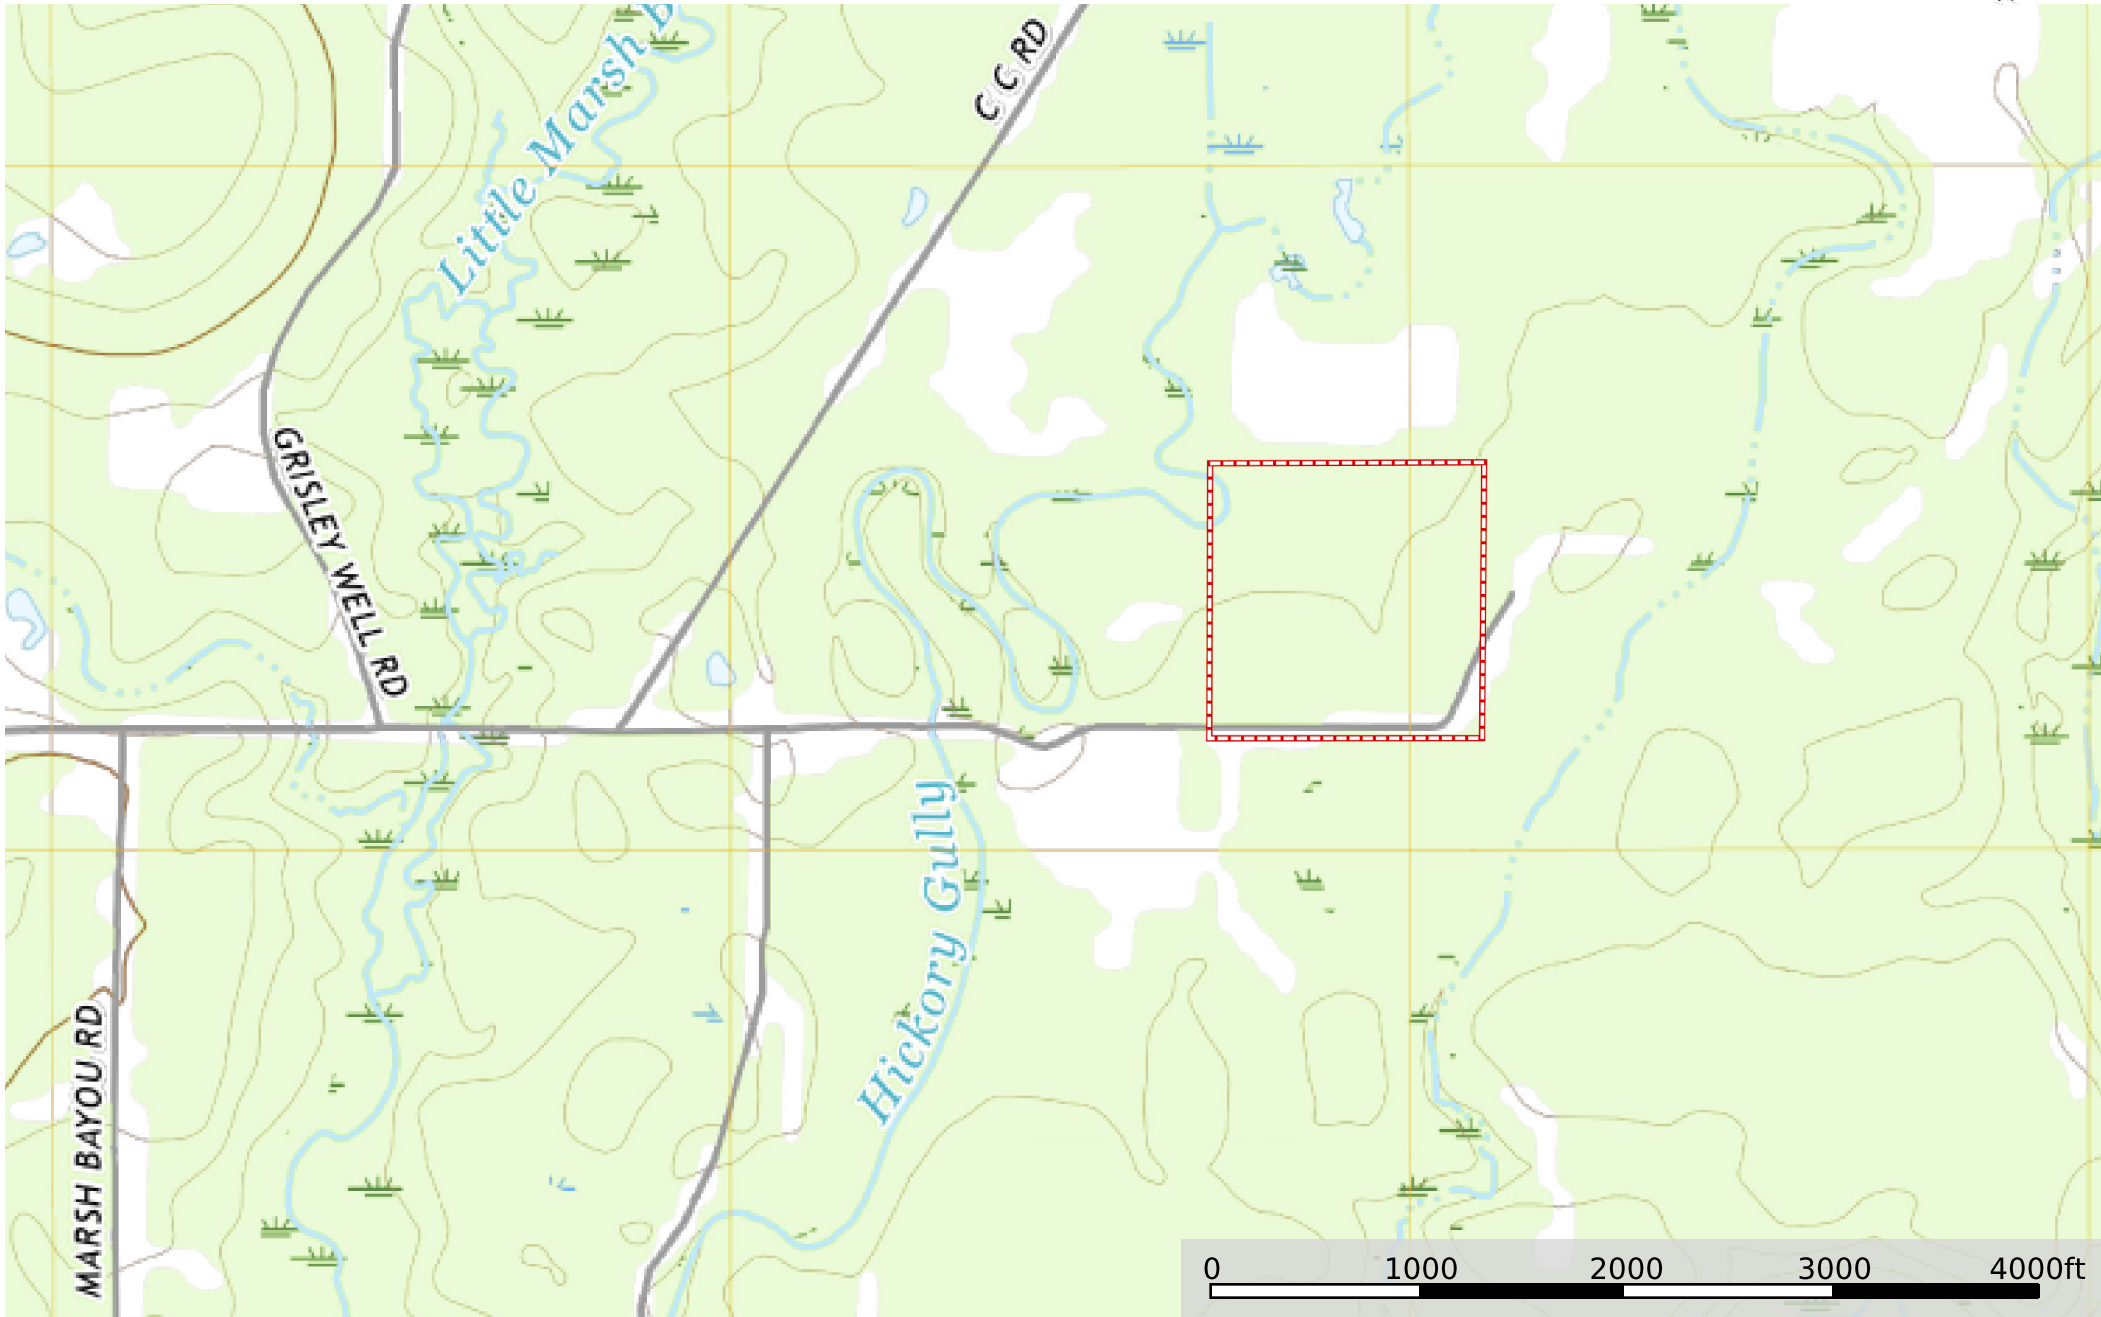 Little Marsh B
C C RD
GRISLEY WELL RD
Hickory Gully
MARSH BAYOU RD
0 1000 2000 3000 4000ft